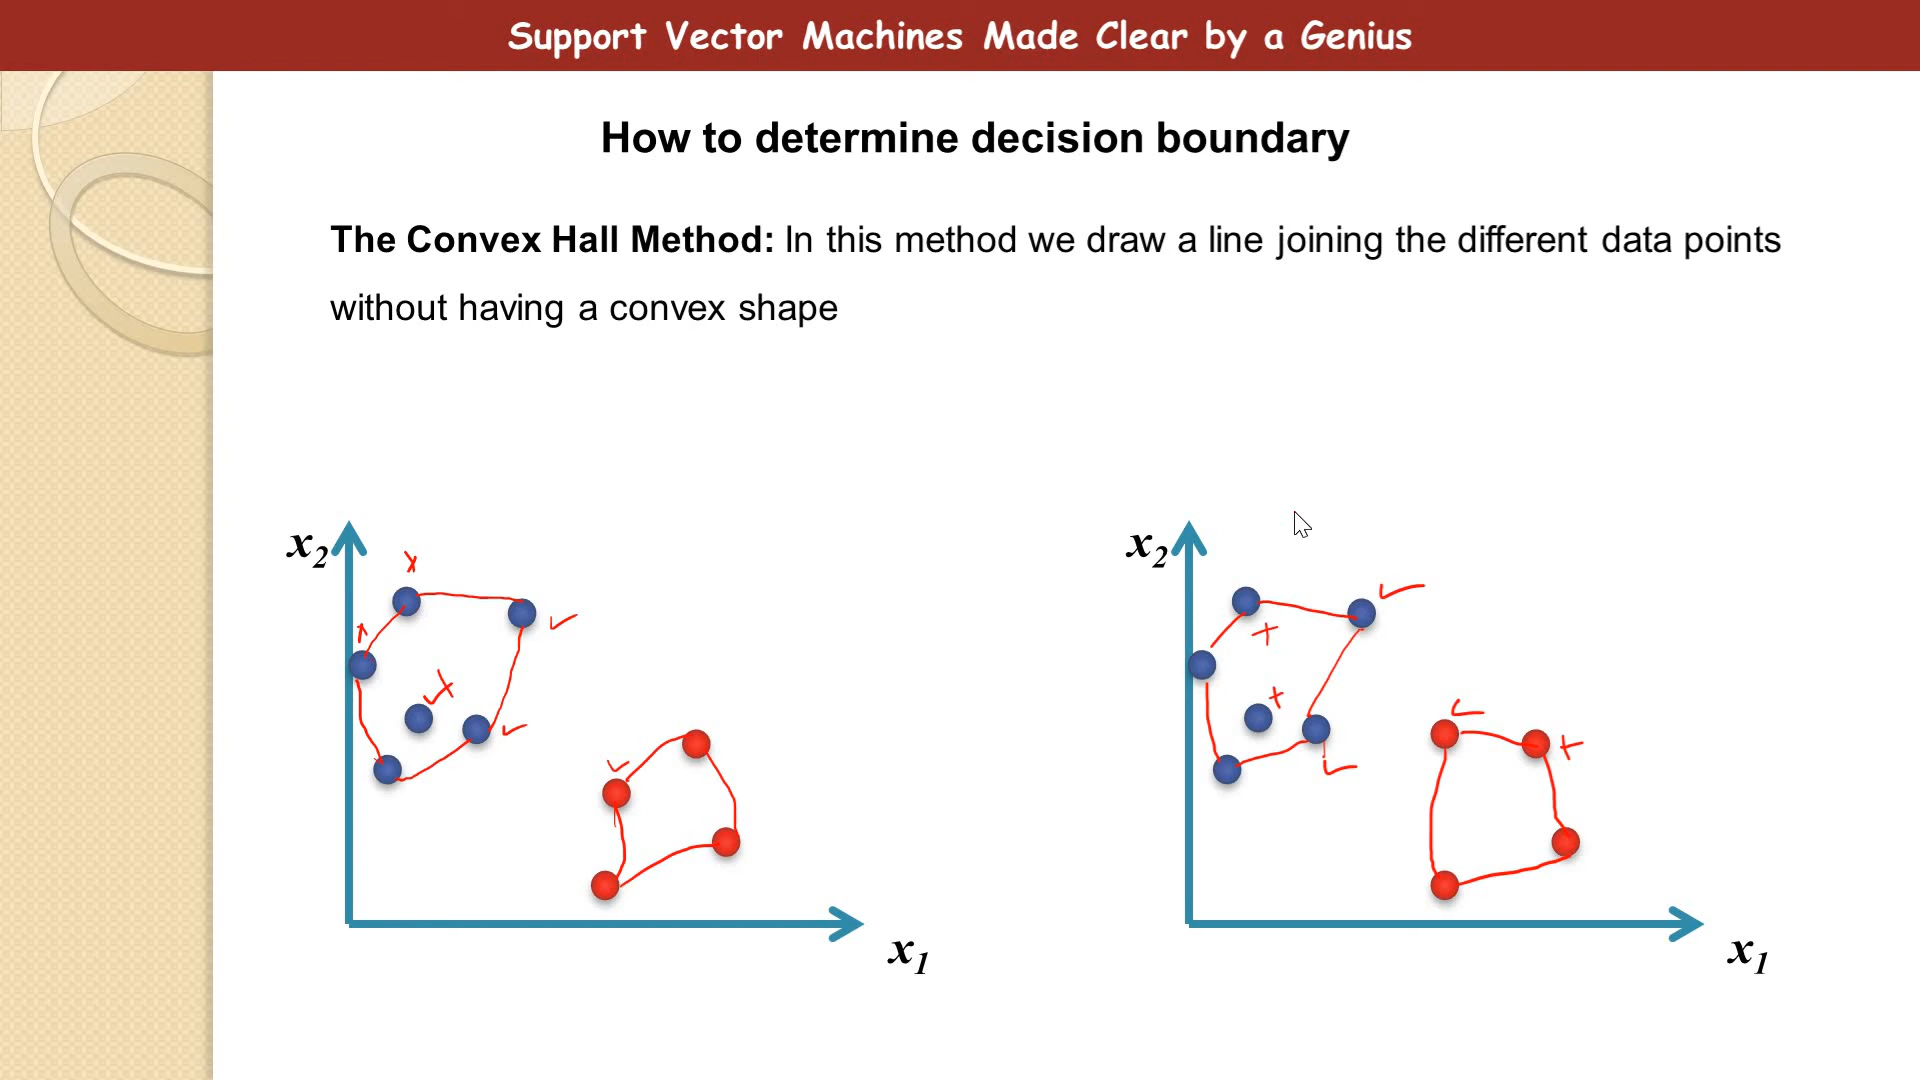 Support Vector Machines Made Clear by a Genius
How to determine decision boundary
The Convex Hall Method: In this method we draw a line joining the different data points
without having a convex shape
x2
x1
x2
x1